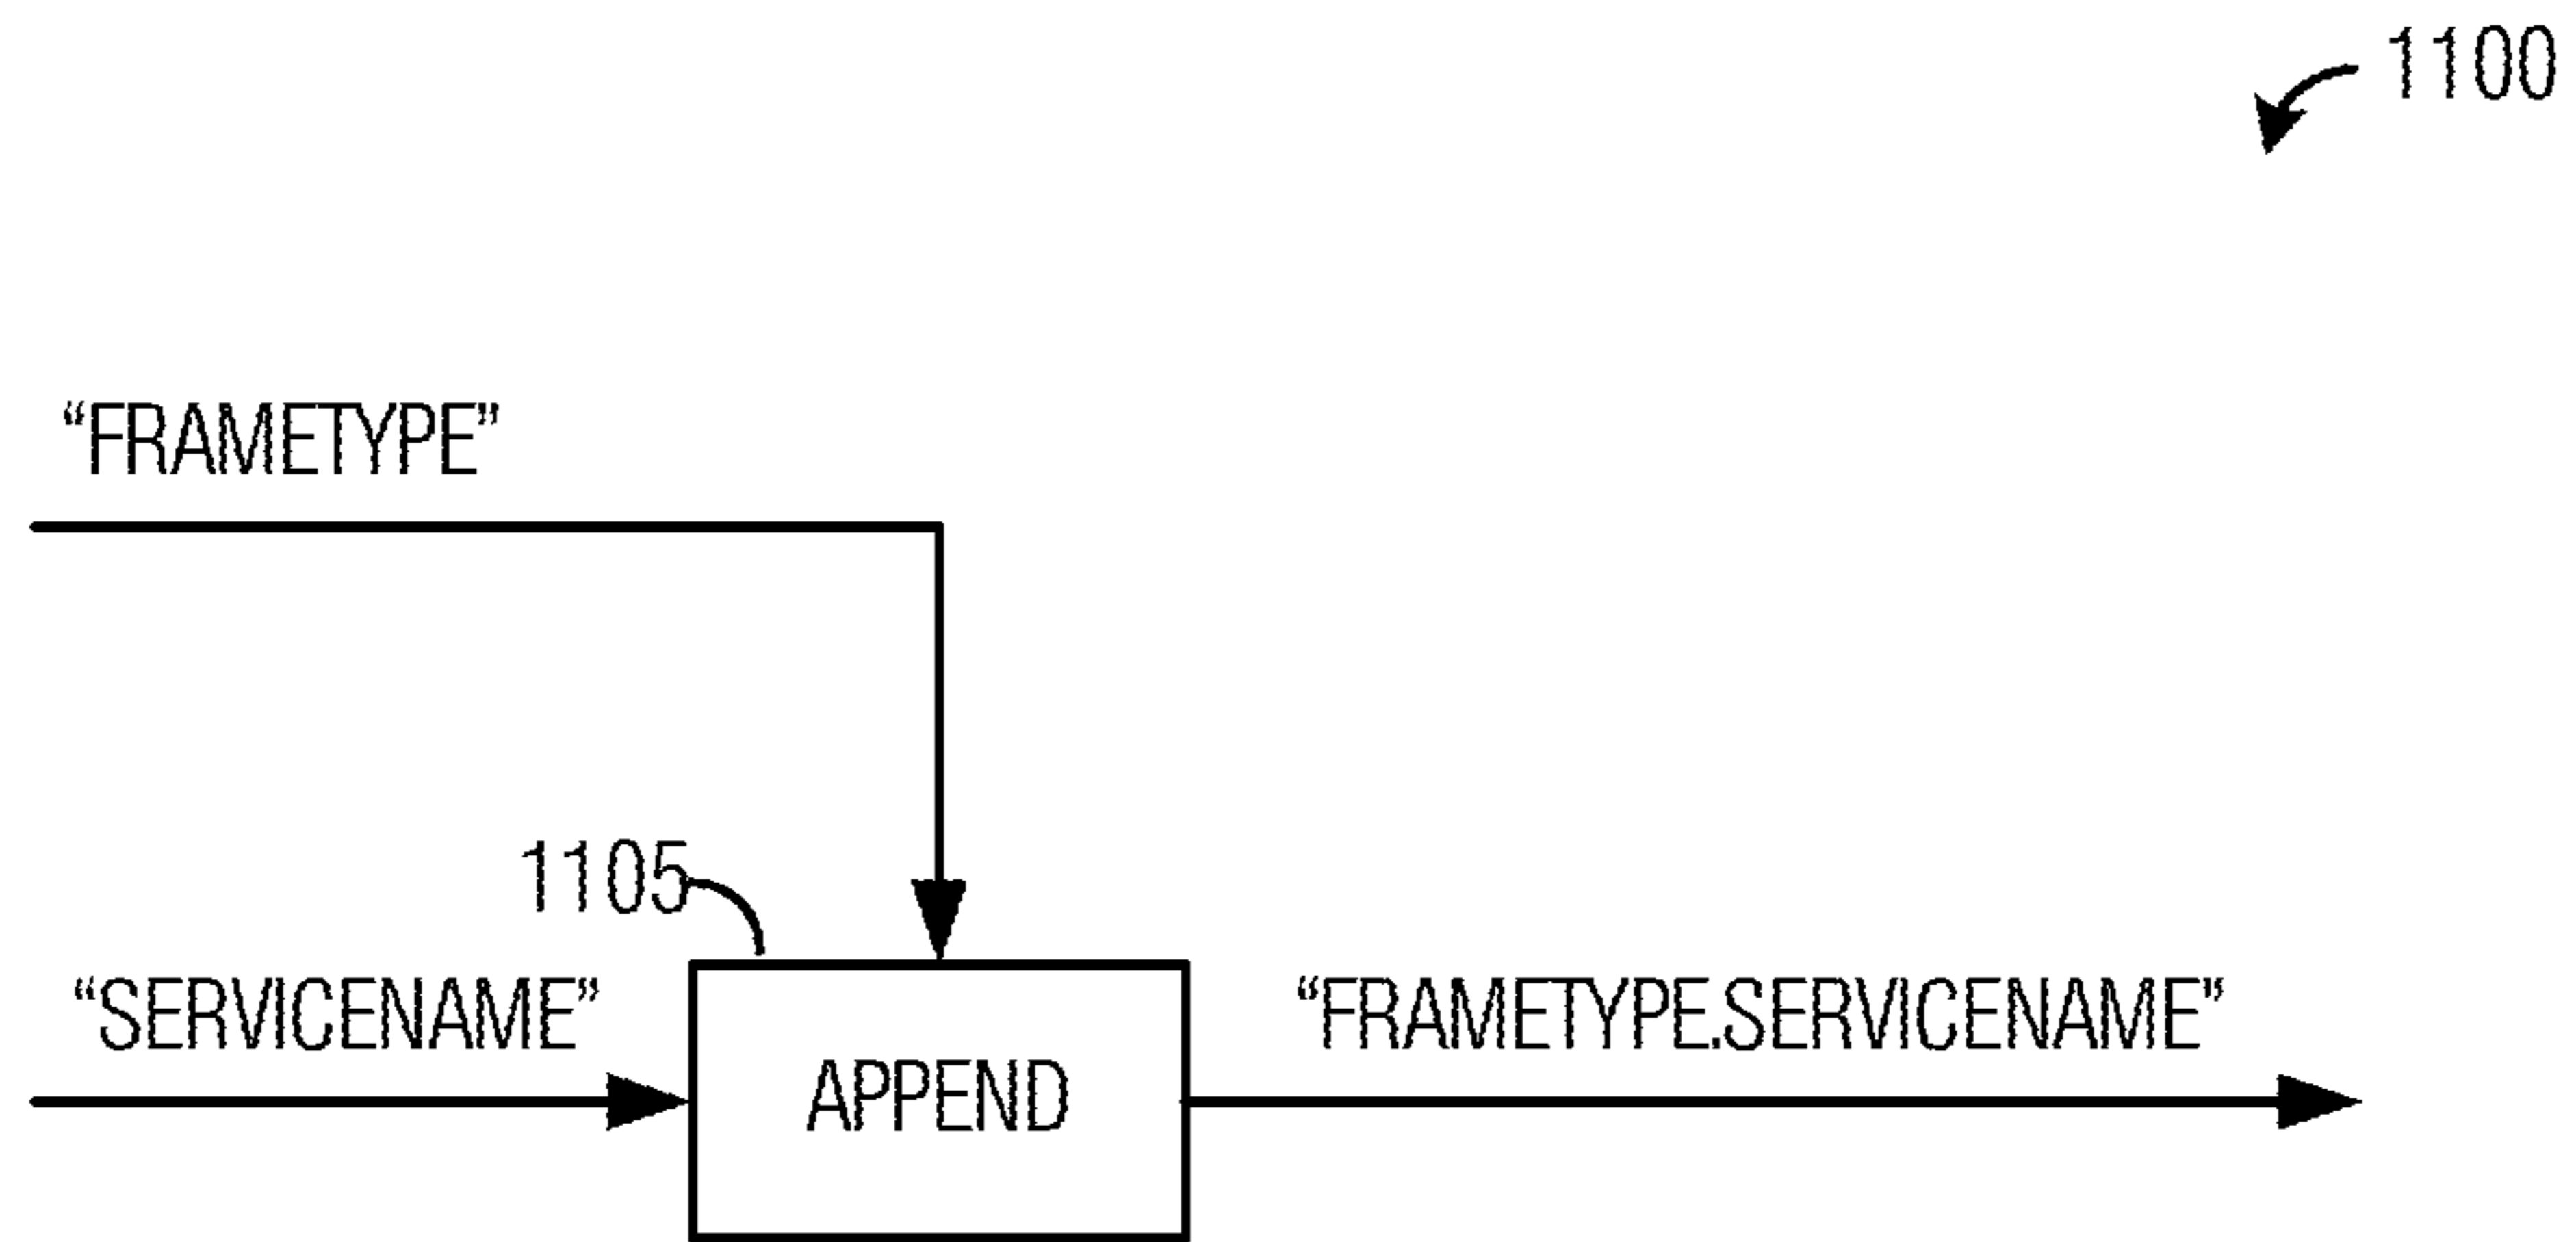 1100
“FRAMETYPE”
1105
“SERVICENAME”
APPEND
“FRAMETYPE.SERVICENAME”